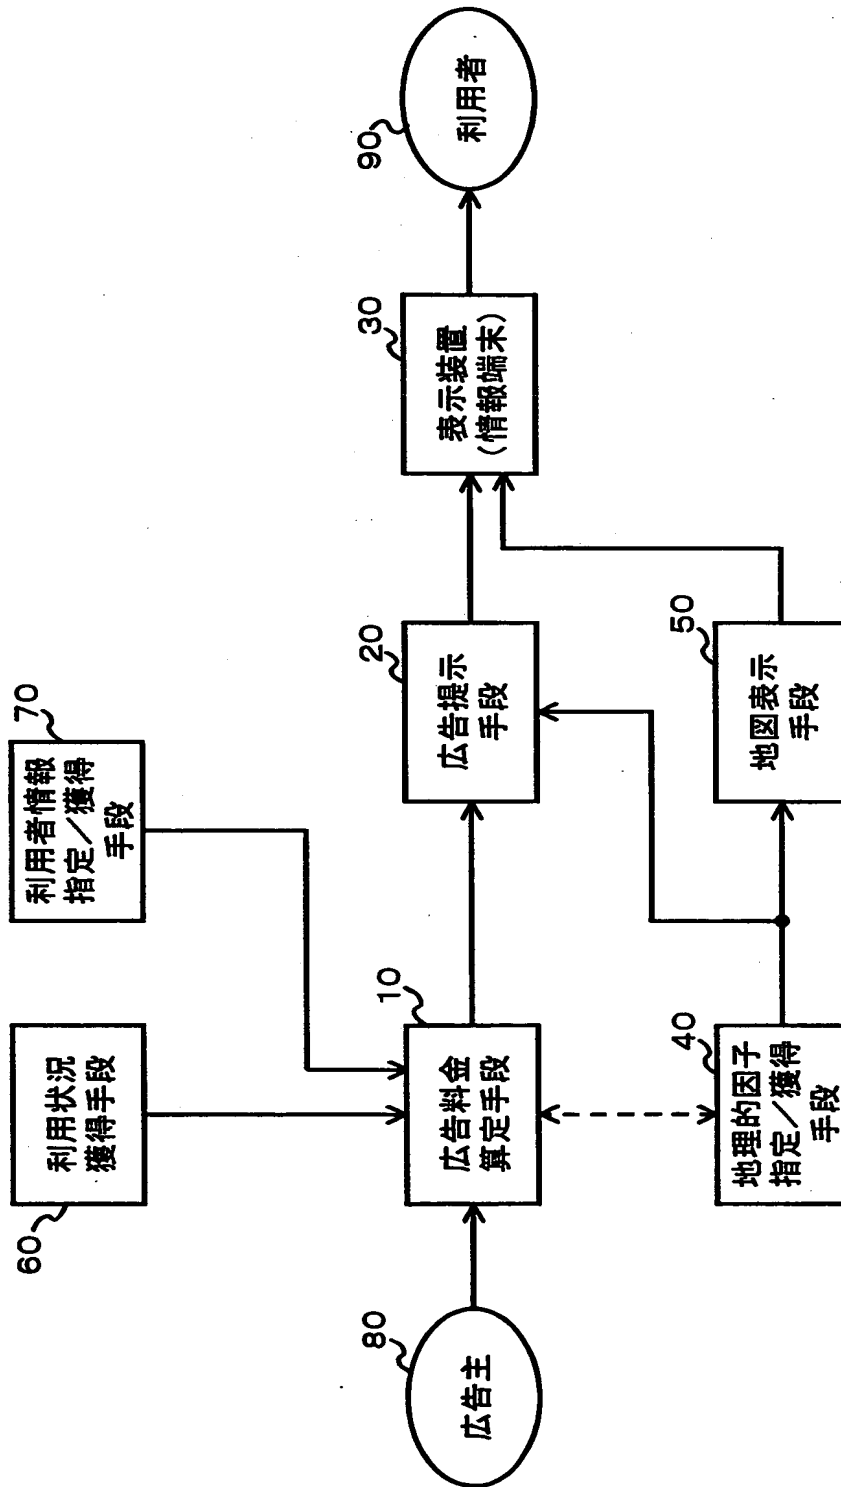 60
利用状況
獲得手段
70
利用者情報
指定／獲得
手段
80
広告主
10
広告料金
算定手段
20
広告提示
手段
30
表示装置
（情報端末）
90
利用者
40
地理的因子
指定／獲得
手段
50
地図表示
手段